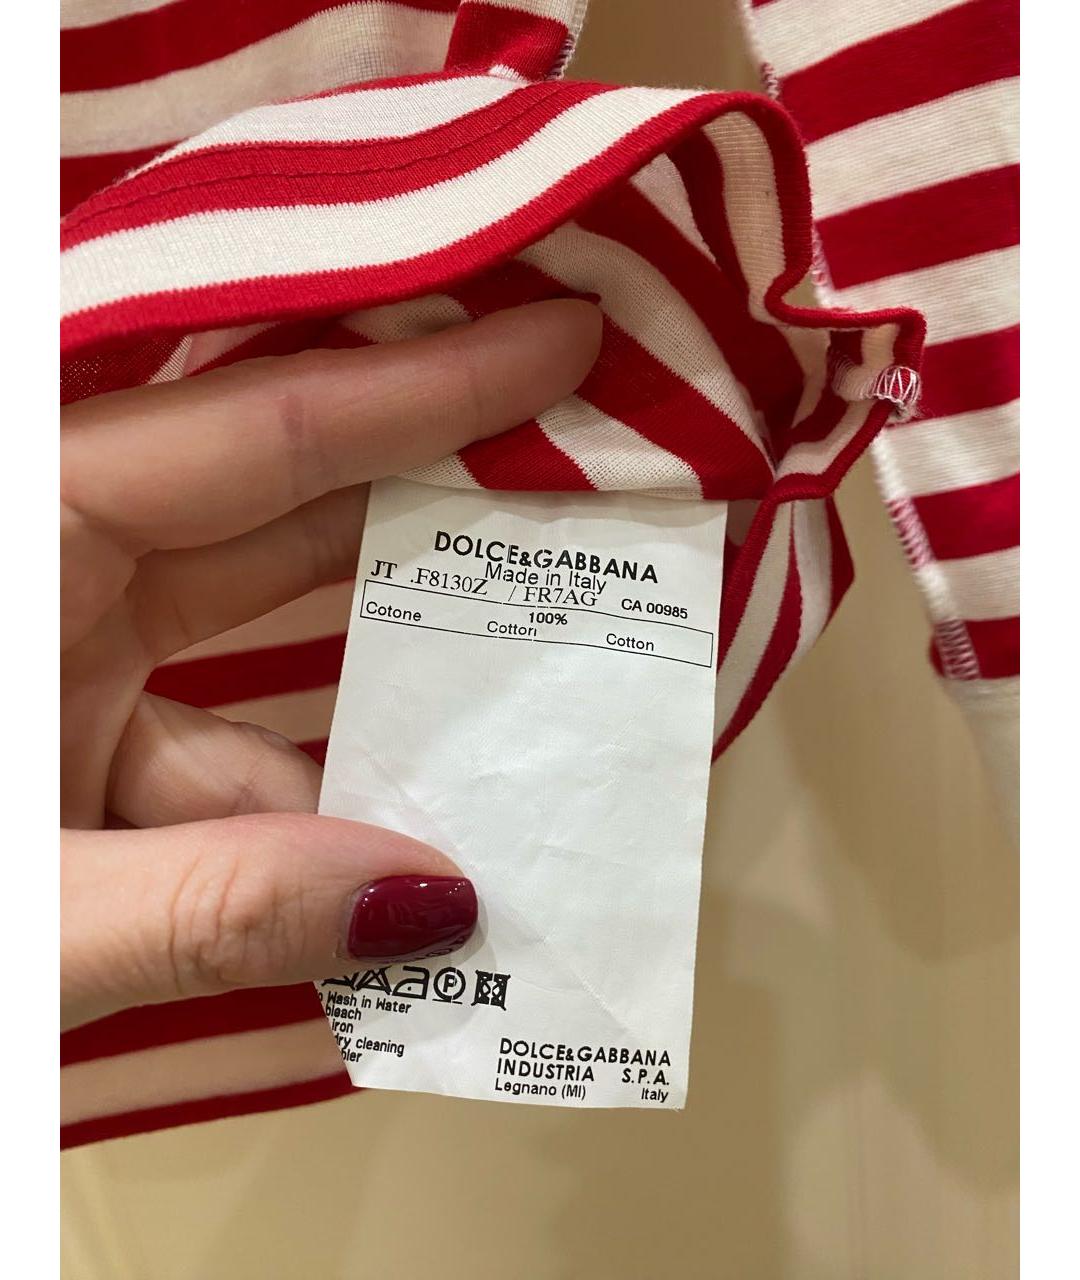 DOLCE&GABBANA
Made in Italy
JT .F8130Z / FR7AG CA 00985
100%
Cotone Cotton Cotton
P
Wash in Water
bleach
iron
dry cleaning
DOLCE&GABBANA
INDUSTRIA S.P.A.
Legnano (MI) Italy